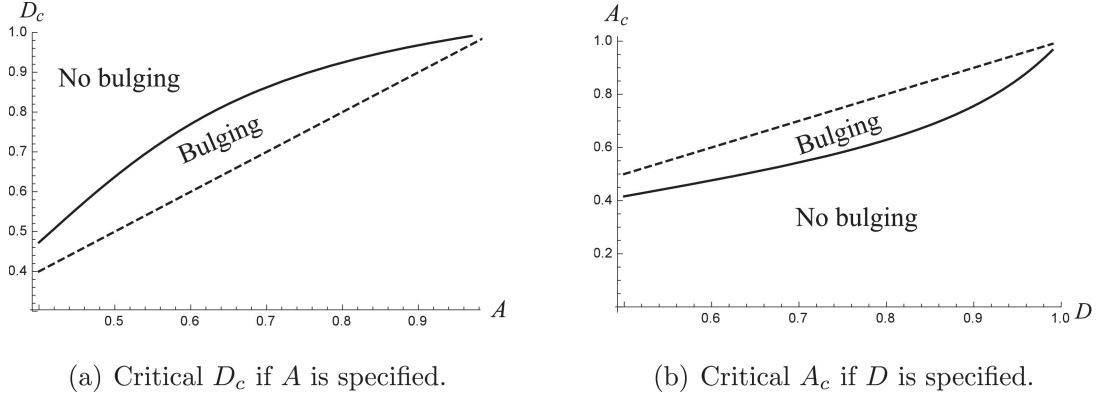 D_c
1.0
0.9
0.8
0.7
0.6
0.5
0.4
No bulging
Bulging
0.5 0.6 0.7 0.8 0.9 A
(a) Critical D_c if A is specified.
A_c
1.0
0.8
0.6
0.4
0.2
Bulging
No bulging
0.6 0.7 0.8 0.9 1.0 D
(b) Critical A_c if D is specified.